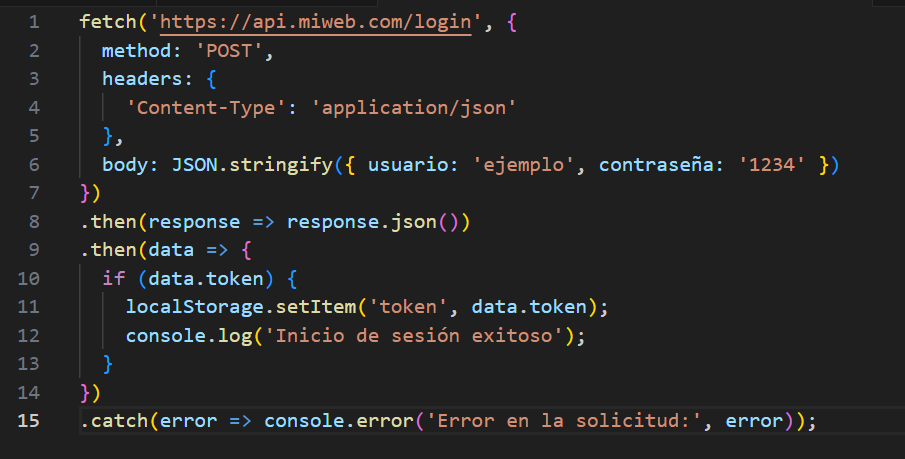 1 fetch('https://api.miweb.com/login', {
2   method: 'POST',
3   headers: {
4     'Content-Type': 'application/json'
5   },
6   body: JSON.stringify({ usuario: 'ejemplo', contraseña: '1234' })
7 })
8 .then(response => response.json())
9 .then(data => {
10   if (data.token) {
11     localStorage.setItem('token', data.token);
12     console.log('Inicio de sesión exitoso');
13   }
14 })
15 .catch(error => console.error('Error en la solicitud:', error));